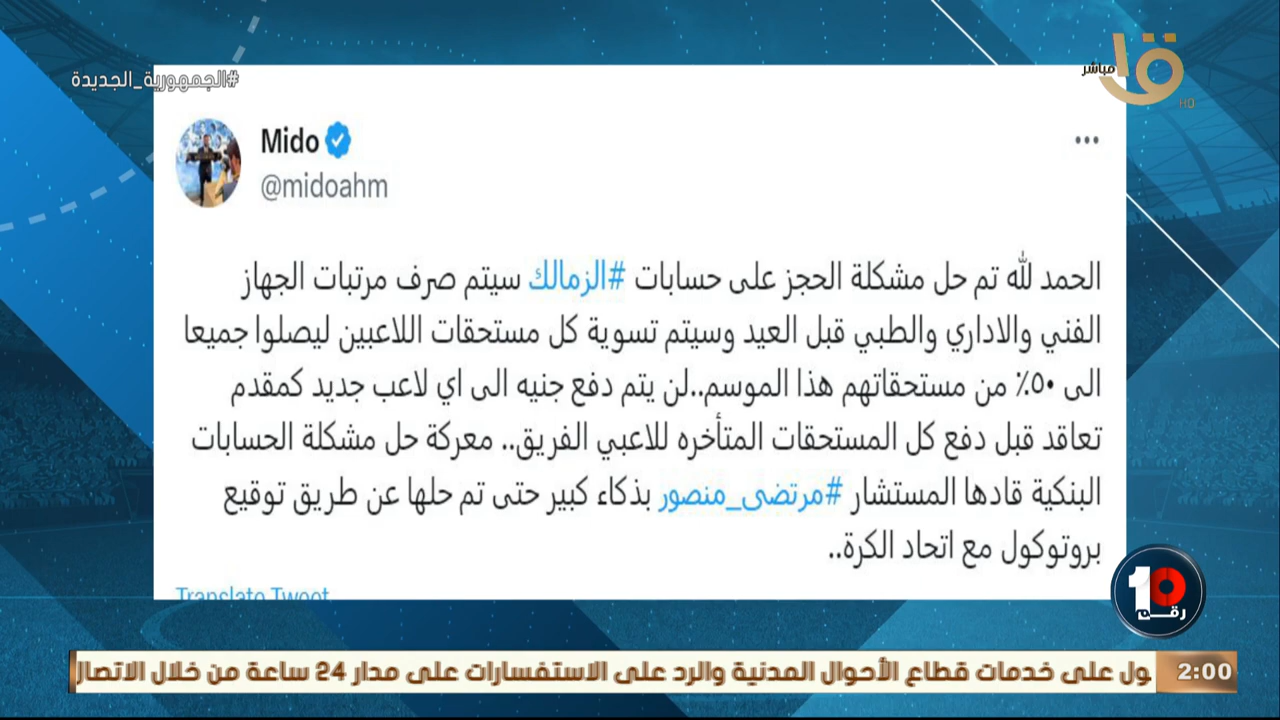 #الجمهورية_الجديدة
مباشر
HD
Mido
@midoahm
الحمد لله تم حل مشكلة الحجز على حسابات #الزمالك سيتم صرف مرتبات الجهاز
الفني والاداري والطبي قبل العيد وسيتم تسوية كل مستحقات اللاعبين ليصلوا جميعا
الى ٥٠٪ من مستحقاتهم هذا الموسم..لن يتم دفع جنيه الى اي لاعب جديد كمقدم
تعاقد قبل دفع كل المستحقات المتأخره للاعبي الفريق.. معركة حل مشكلة الحسابات
البنكية قادها المستشار #مرتضى_منصور بذكاء كبير حتى تم حلها عن طريق توقيع
بروتوكول مع اتحاد الكرة..
Translate Tweet
10
رقم
2:00 ول على خدمات قطاع الأحوال المدنية والرد على الاستفسارات على مدار 24 ساعة من خلال الاتصال